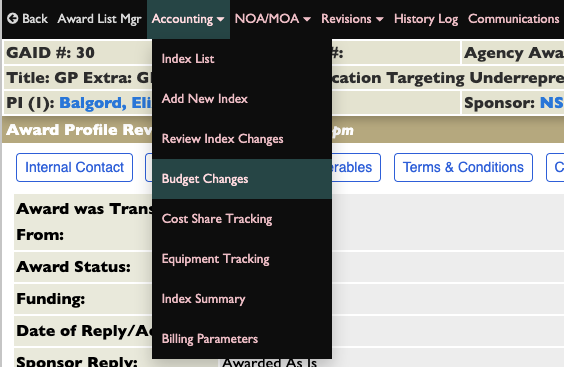 Back Award List Mgr Accounting NOA/MOA Revisions History Log Communications
GAID #: 30 #: Agency Awa
Title: GP Extra: cation Targeting Underrepre
PI (1): Balgord, Eli Sponsor: NS
Award Profile Rev pm
Internal Contact erables Terms & Conditions C
Index List
Add New Index
Review Index Changes
Budget Changes
Cost Share Tracking
Equipment Tracking
Index Summary
Billing Parameters
Award was Trans
From:
Award Status:
Funding:
Date of Reply/Ac
Sponsor Reply: Awarded As Is